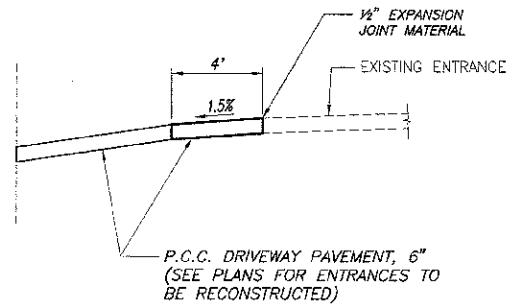 ½" EXPANSION
JOINT MATERIAL
4'
EXISTING ENTRANCE
1.5%
P.C.C. DRIVEWAY PAVEMENT, 6"
(SEE PLANS FOR ENTRANCES TO
BE RECONSTRUCTED)